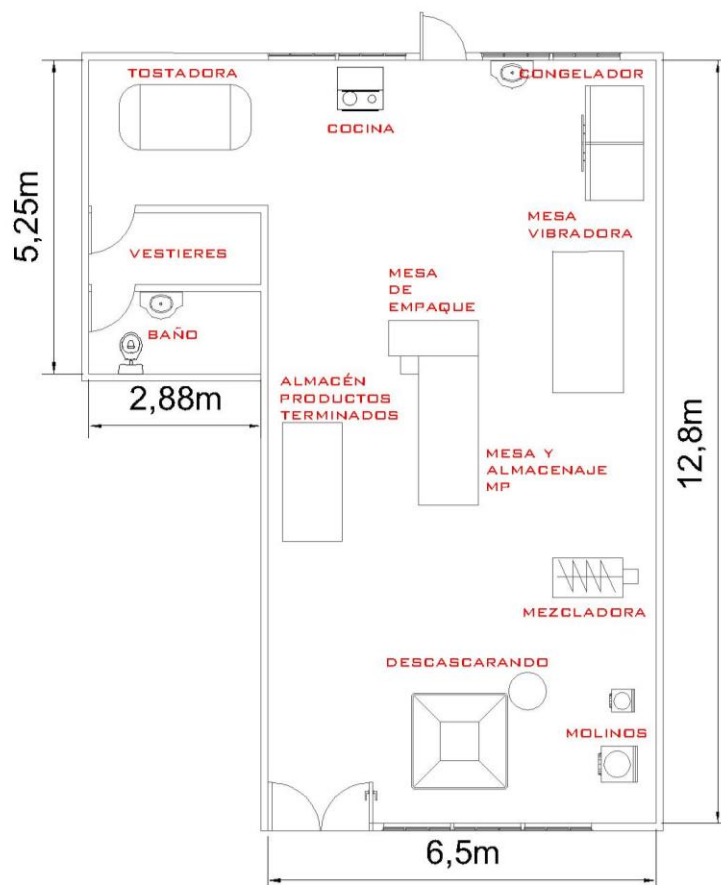 TOSTADORA
COCINA
CONGELADOR
5,25m
VESTIERES
MESA
VIBRADORA
MESA
DE
EMPAQUE
BAÑO
2,88m
ALMACÉN
PRODUCTOS
TERMINADOS
MESA Y
ALMACENAJE
MP
12,8m
MEZCLADORA
DESCASCARANDO
MOLINOS
6,5m